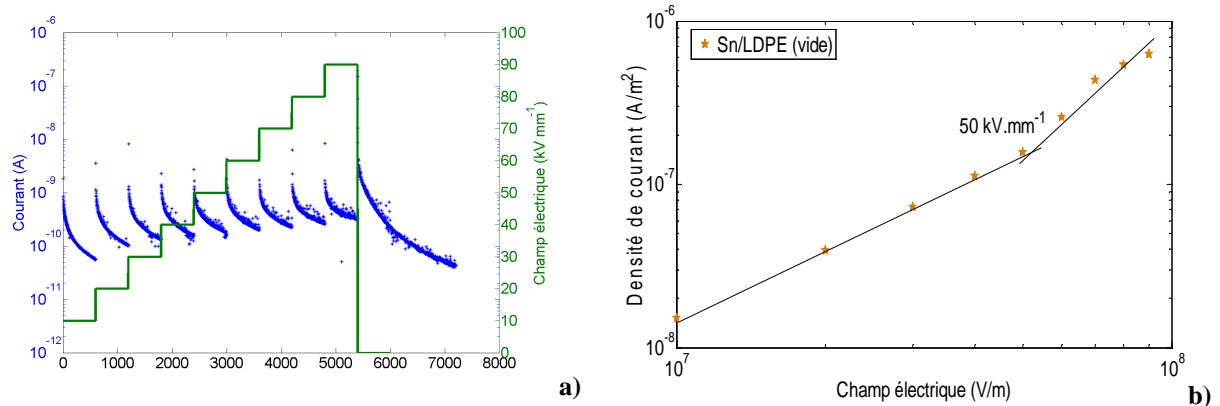 10^-6
10^-7
10^-8
10^-9
10^-10
10^-11
10^-12
Courant (A)
100
90
80
70
60
50
40
30
20
10
0
Champ électrique (kV mm^-1)
0 1000 2000 3000 4000 5000 6000 7000 8000
a)
10^-6
10^-7
10^-8
Densité de courant (A/m²)
Sn/LDPE (vide)
50 kV.mm^-1
10^7 10^8
Champ électrique (V/m)
b)